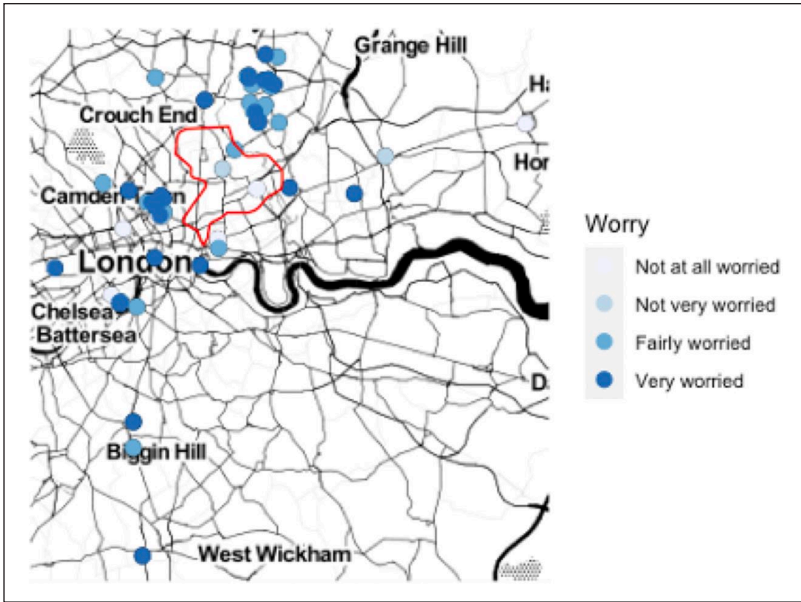 Grange Hill
Crouch End
Camden
London
Chelsea
Battersea
Biggin Hill
West Wickham
Worry
Not at all worried
Not very worried
Fairly worried
Very worried